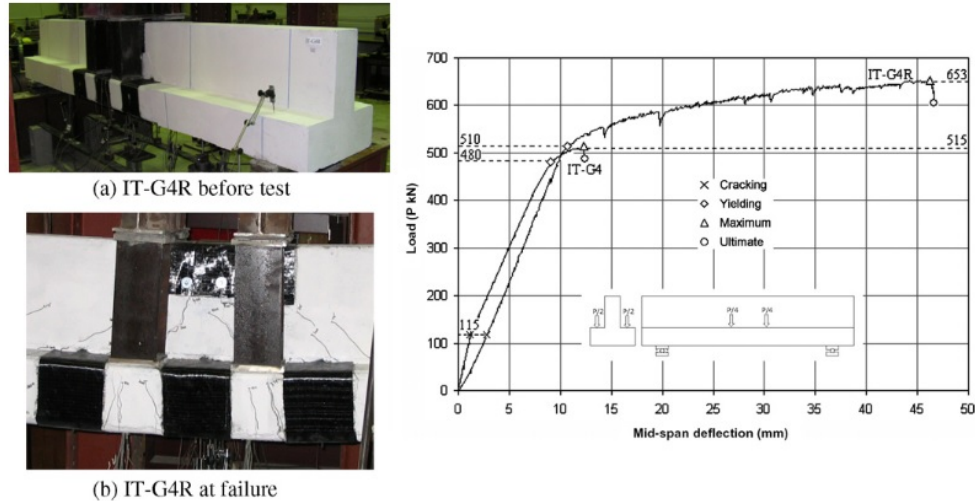 (a) IT-G4R before test
(b) IT-G4R at failure
700
600
500
400
300
200
100
0
Load (P kN)
510
480
115
IT-G4R
653
515
IT-G4
Cracking
Yielding
Maximum
Ultimate
P/2
P/2
P/4
P/4
0 5 10 15 20 25 30 35 40 45 50
Mid-span deflection (mm)